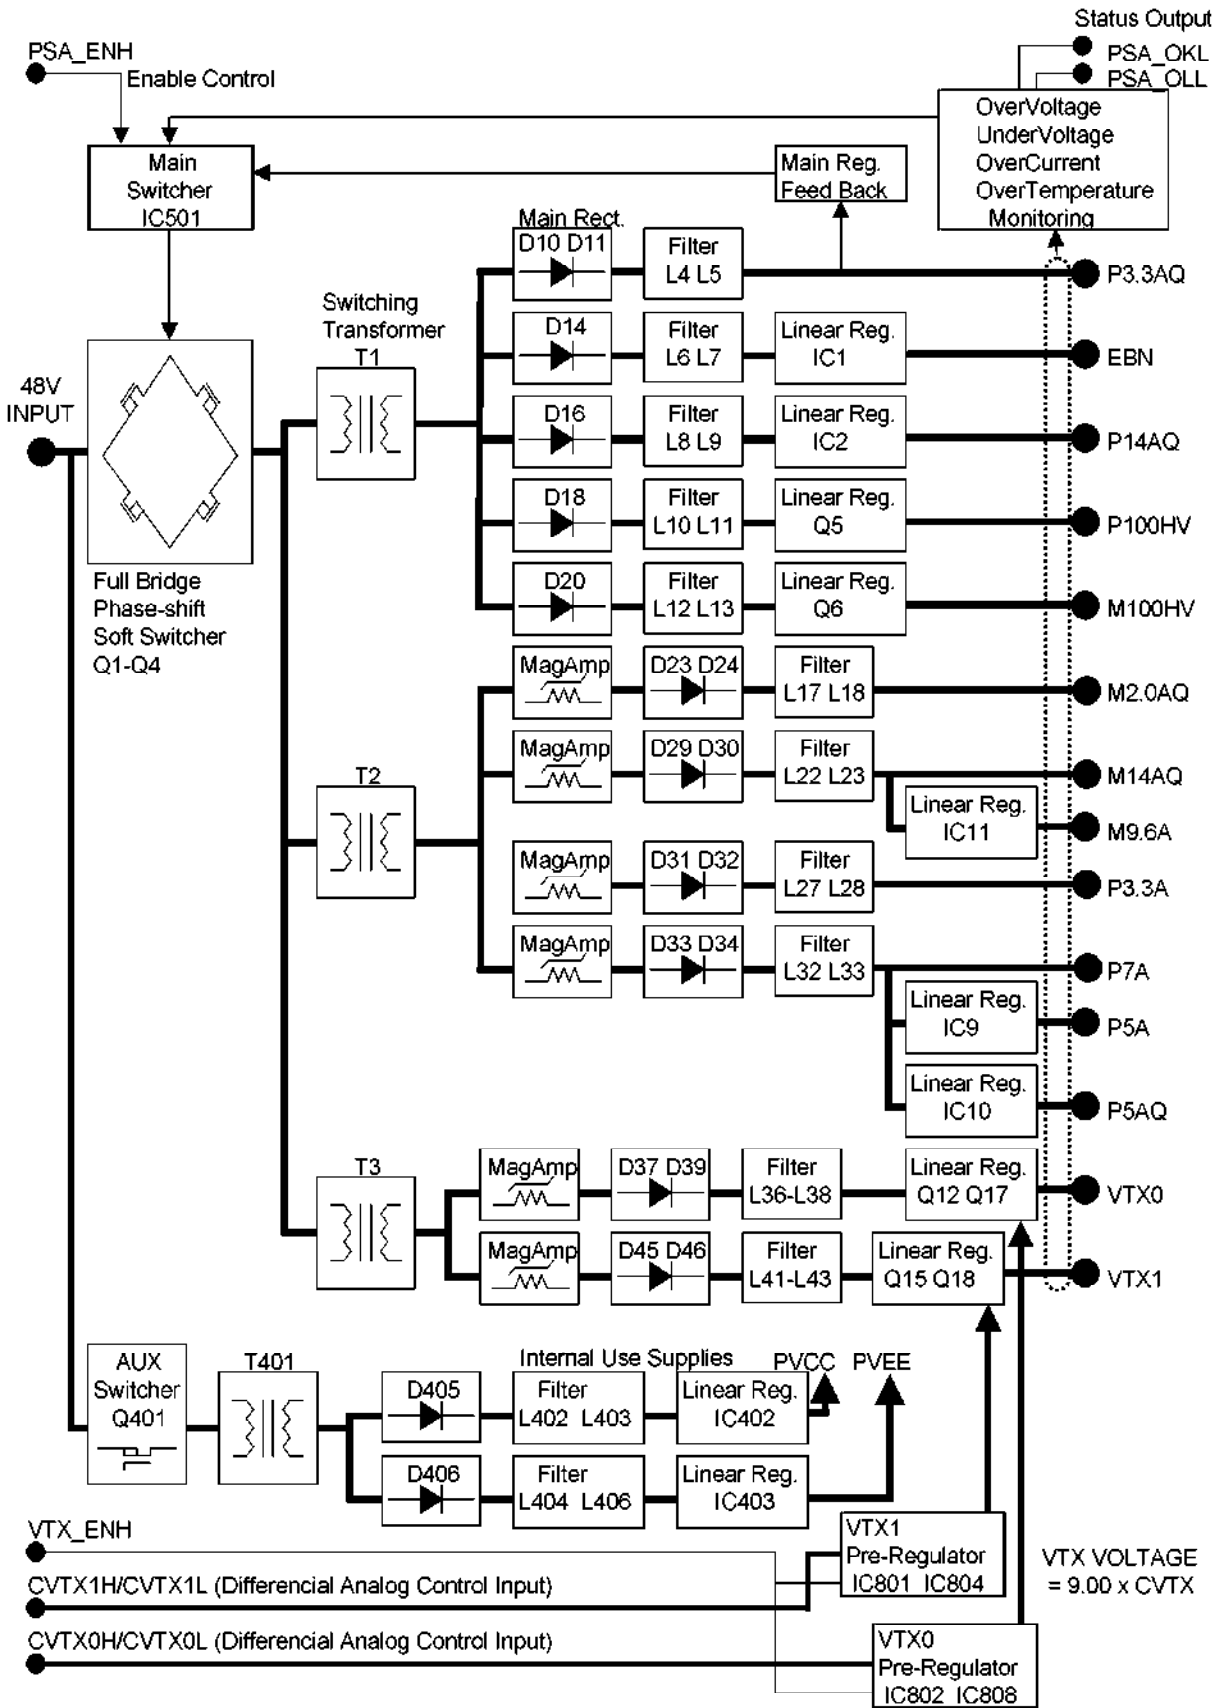 Status Output
PSA_ENH
PSA_OKL
PSA_OLL
Enable Control
OverVoltage
UnderVoltage
OverCurrent
OverTemperature
Monitoring
Main
Switcher
IC501
Main Reg.
Feed Back
Main Rect.
D10 D11
Filter
L4 L5
P3.3AQ
Switching
Transformer
T1
D14
Filter
L6 L7
Linear Reg.
IC1
EBN
48V
INPUT
D16
Filter
L8 L9
Linear Reg.
IC2
P14AQ
D18
Filter
L10 L11
Linear Reg.
Q5
P100HV
Full Bridge
Phase-shift
Soft Switcher
Q1-Q4
D20
Filter
L12 L13
Linear Reg.
Q6
M100HV
MagAmp
D23 D24
Filter
L17 L18
M2.0AQ
T2
MagAmp
D29 D30
Filter
L22 L23
M14AQ
Linear Reg.
IC11
M9.6A
MagAmp
D31 D32
Filter
L27 L28
P3.3A
MagAmp
D33 D34
Filter
L32 L33
P7A
Linear Reg.
IC9
P5A
Linear Reg.
IC10
P5AQ
T3
MagAmp
D37 D39
Filter
L36-L38
Linear Reg.
Q12 Q17
VTX0
MagAmp
D45 D46
Filter
L41-L43
Linear Reg.
Q15 Q18
VTX1
AUX
Switcher
Q401
T401
Internal Use Supplies
PVCC
PVEE
D405
Filter
L402 L403
Linear Reg.
IC402
D406
Filter
L404 L406
Linear Reg.
IC403
VTX_ENH
VTX1
Pre-Regulator
IC801 IC804
VTX VOLTAGE
= 9.00 x CVTX
CVTX1H/CVTX1L (Differencial Analog Control Input)
CVTX0H/CVTX0L (Differencial Analog Control Input)
VTX0
Pre-Regulator
IC802 IC808